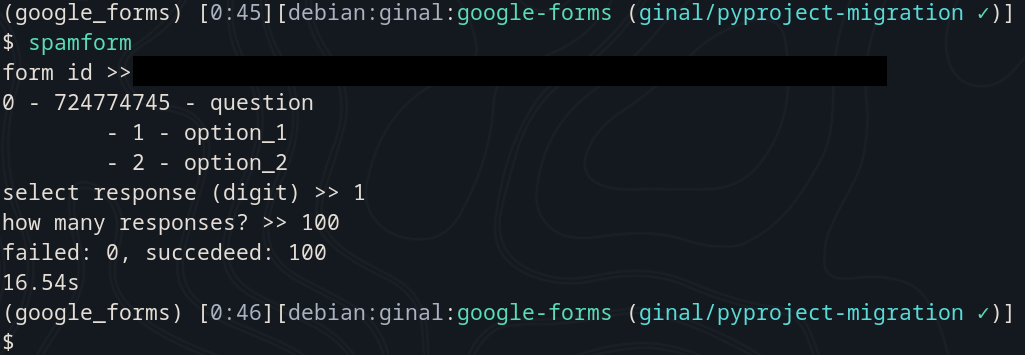 (google_forms) [0:45][debian:ginal:google-forms (ginal/pyproject-migration ✓)]
$ spamform
form id >>
0 - 724774745 - question
        - 1 - option_1
        - 2 - option_2
select response (digit) >> 1
how many responses? >> 100
failed: 0, succedeed: 100
16.54s
(google_forms) [0:46][debian:ginal:google-forms (ginal/pyproject-migration ✓)]
$